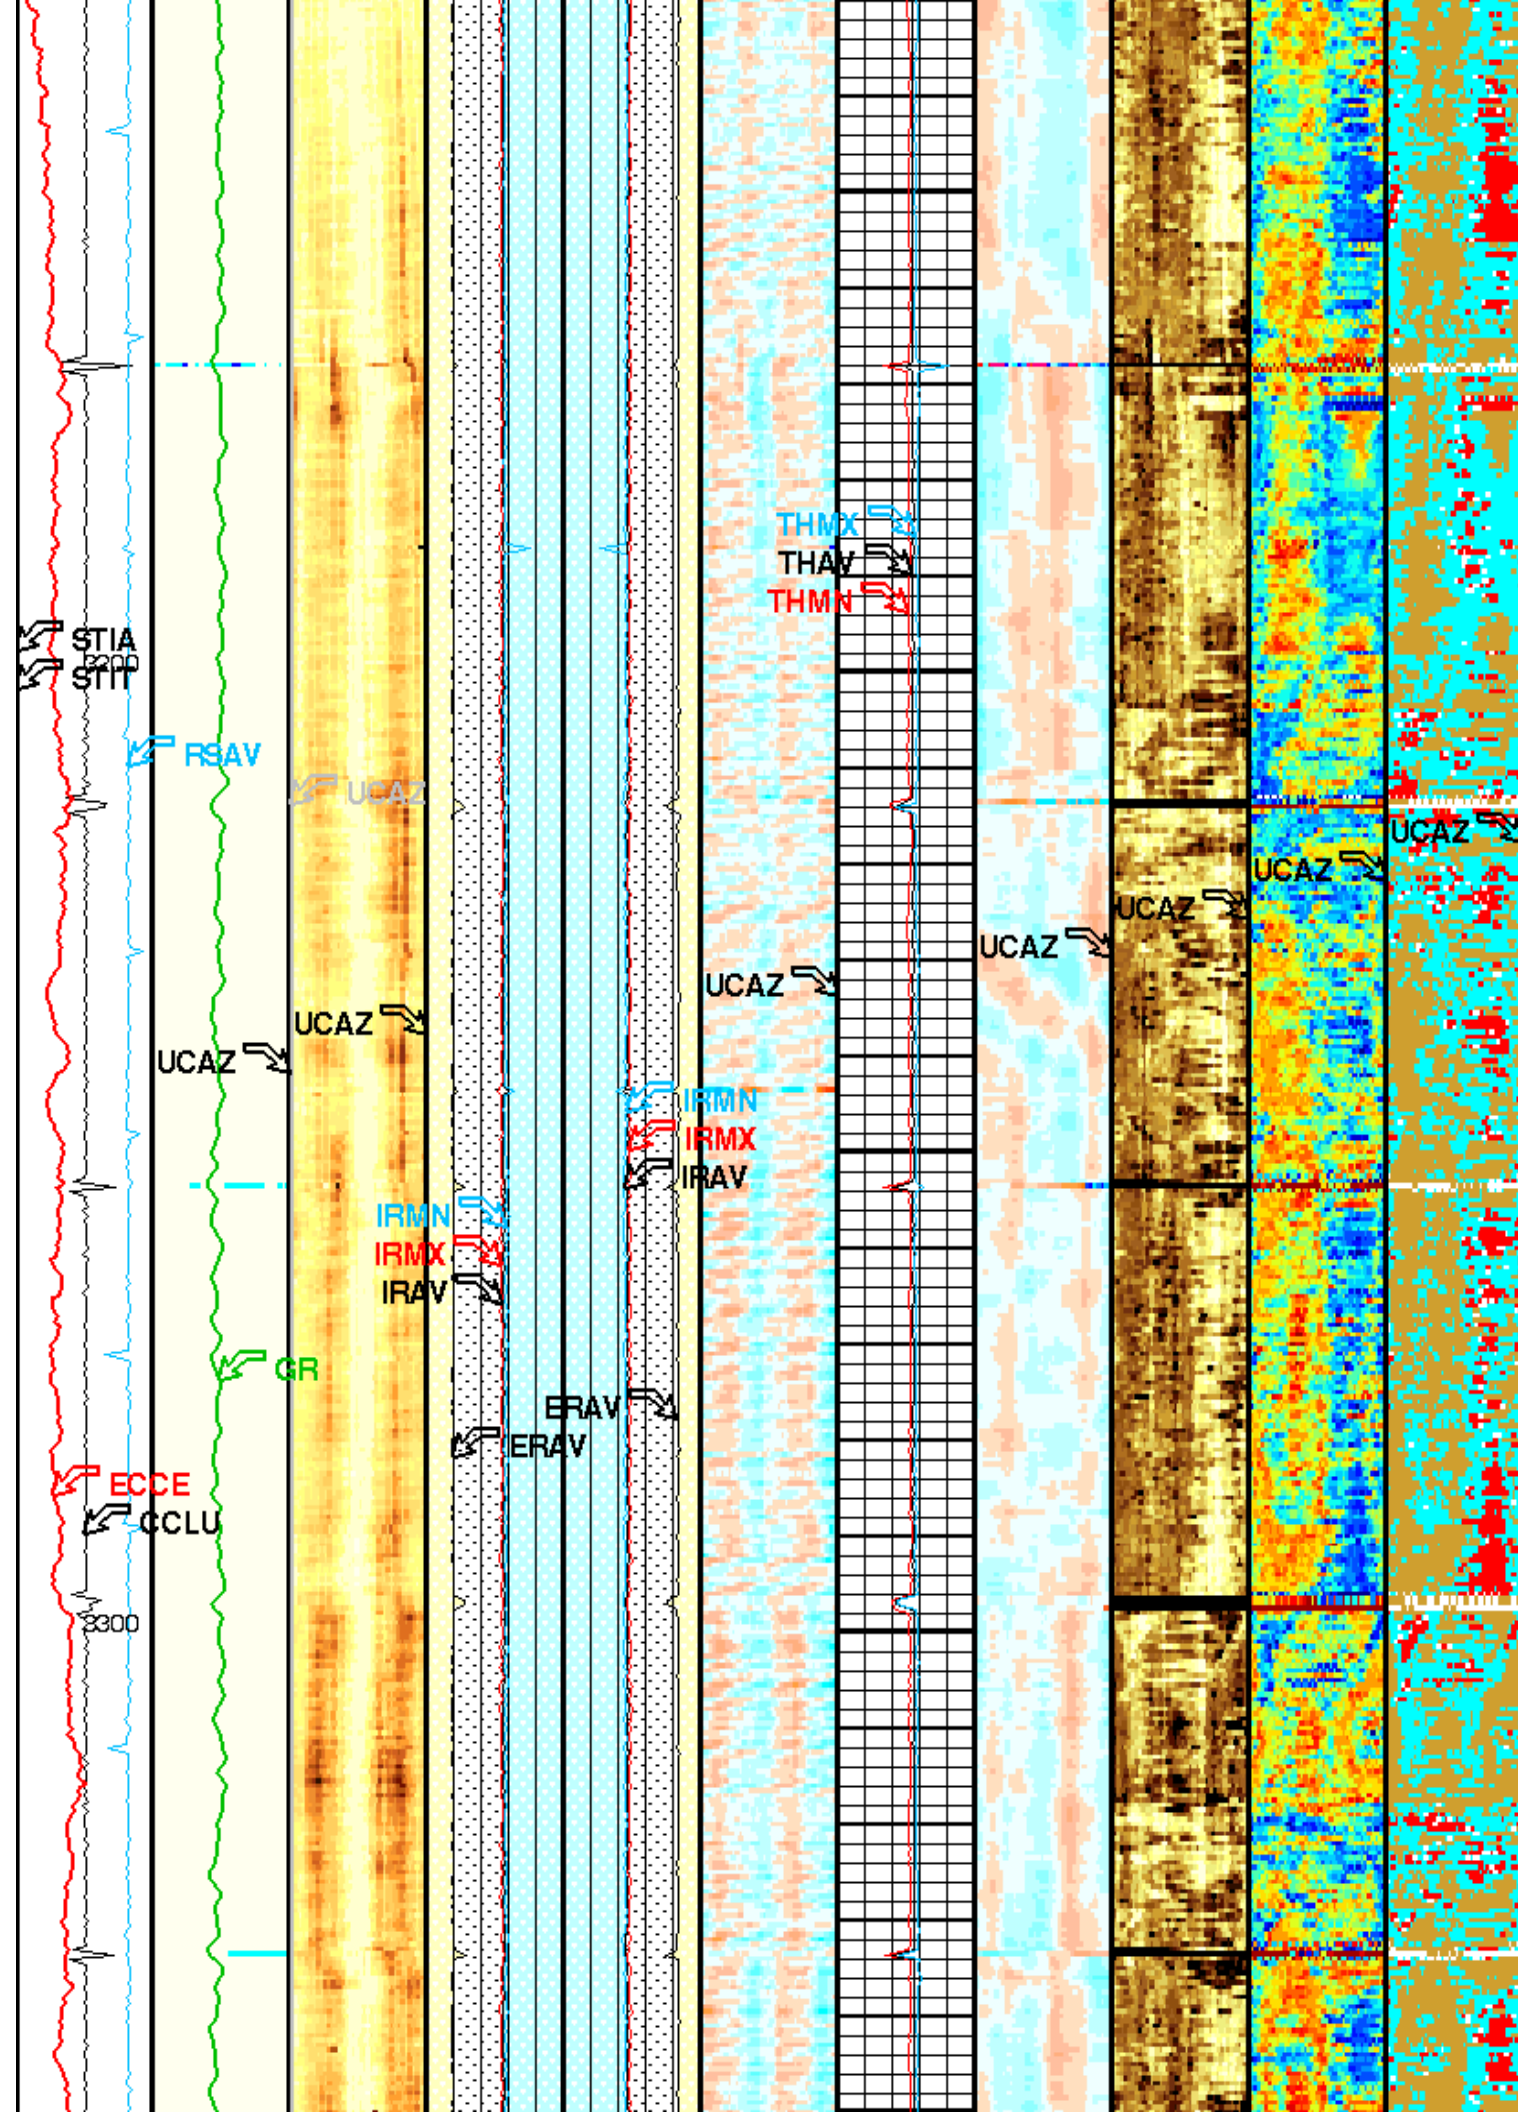 THMX
THAV
THMN
STIA
3200
STIT
RSAV
UCAZ
UCAZ
UCAZ
UCAZ
UCAZ
UCAZ
UCAZ
UCAZ
IRMN
IRMX
IRAV
IRMN
IRMX
IRAV
GR
ERAV
ERAV
ECCE
CCLU
3300